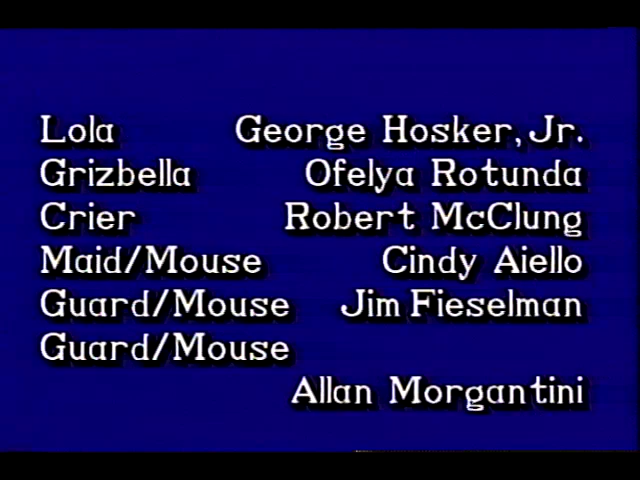 Lola George Hosker, Jr.
Grizbella Ofelya Rotunda
Crier Robert McClung
Maid/Mouse Cindy Aiello
Guard/Mouse Jim Fieselman
Guard/Mouse
Allan Morgantini